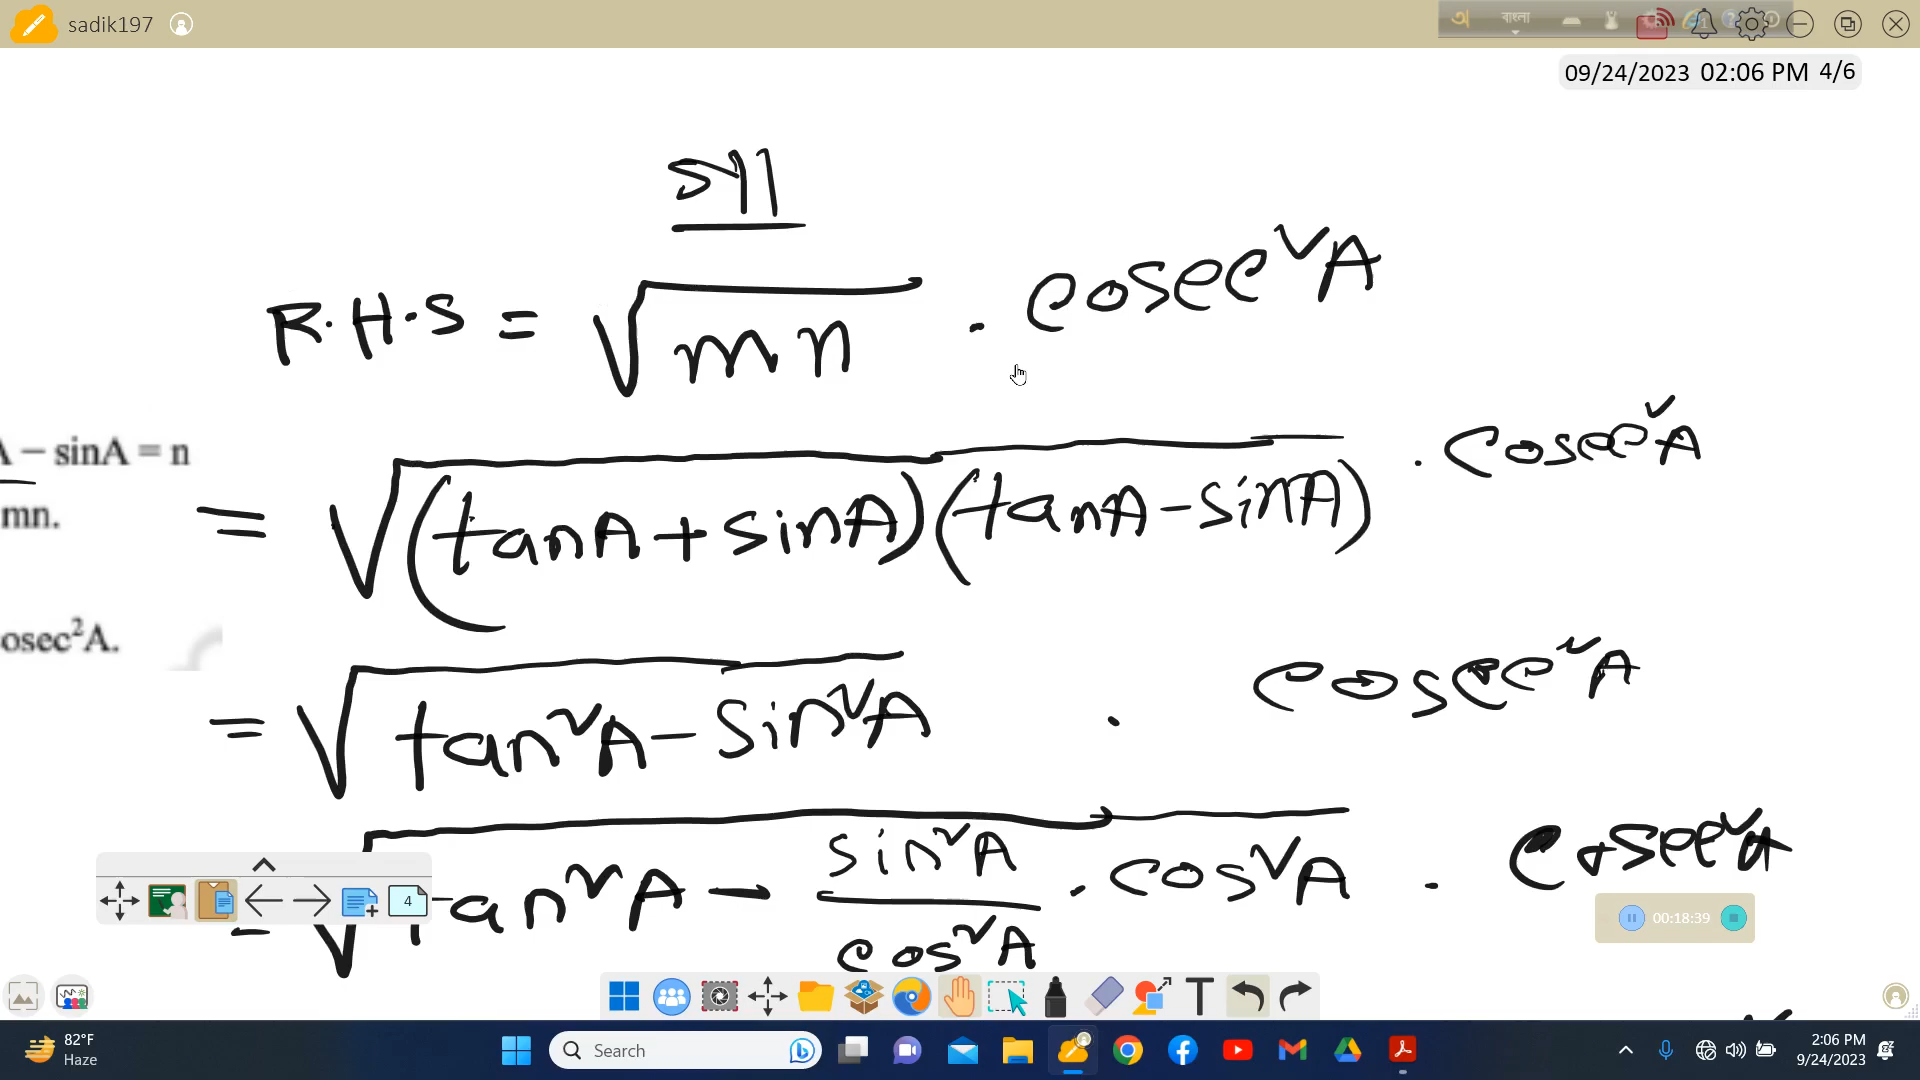 sadik197
বাংলা
09/24/2023 02:06 PM 4/6
R.H.S = √mn . cosec²A
A – sinA = n
mn.
= √(tanA + sinA)(tanA - sinA) . cosec²A
osec²A.
= √tan²A - sin²A . cosec²A
= √tan²A - sin²A/cos²A . cos²A . cosec²A
4
00:18:39
T
82°F
Haze
Search
2:06 PM
9/24/2023